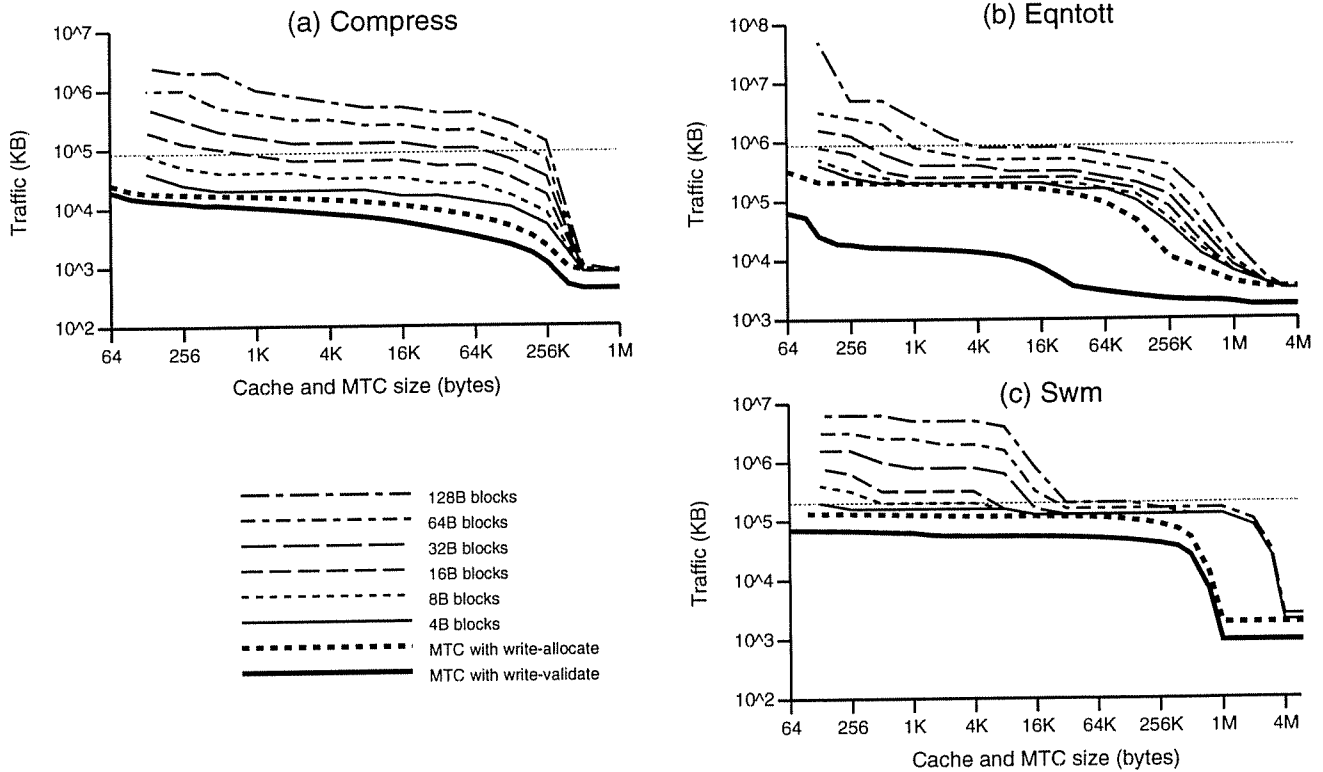 (a) Compress
10^7
10^6
10^5
10^4
10^3
10^2
Traffic (KB)
64 256 1K 4K 16K 64K 256K 1M
Cache and MTC size (bytes)
(b) Eqntott
10^8
10^7
10^6
10^5
10^4
10^3
Traffic (KB)
64 256 1K 4K 16K 64K 256K 1M 4M
(c) Swm
10^7
10^6
10^5
10^4
10^3
10^2
Traffic (KB)
64 256 1K 4K 16K 64K 256K 1M 4M
Cache and MTC size (bytes)
128B blocks
64B blocks
32B blocks
16B blocks
8B blocks
4B blocks
MTC with write-allocate
MTC with write-validate